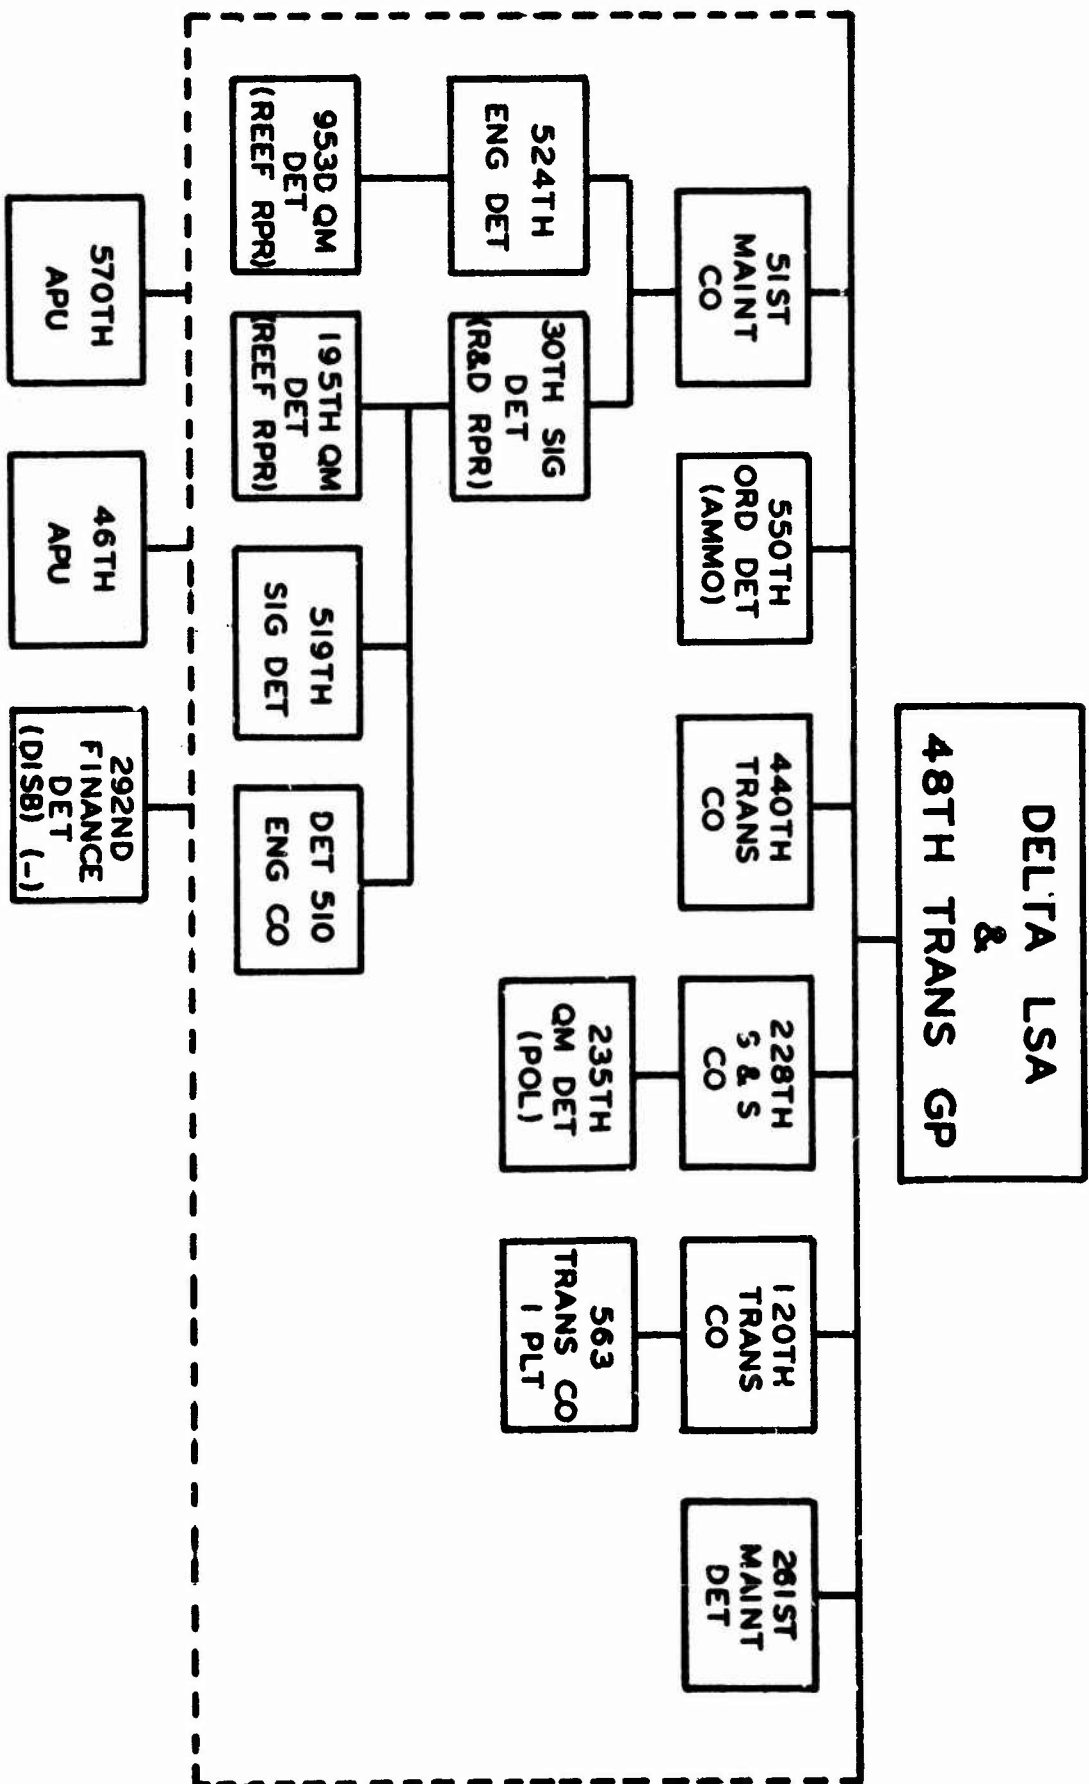 DELTA LSA
&
48TH TRANS GP
51ST
MAINT
CO
550TH
ORD DET
(AMMO)
440TH
TRANS
CO
228TH
S & S
CO
120TH
TRANS
CO
261ST
MAINT
DET
524TH
ENG DET
30TH SIG
DET
(R&D RPR)
235TH
QM DET
(POL)
563
TRANS CO
1 PLT
953D QM
DET
(REEF RPR)
195TH QM
DET
(REEF RPR)
519TH
SIG DET
DET 510
ENG CO
570TH
APU
46TH
APU
292ND
FINANCE
DET
(DISB) (-)